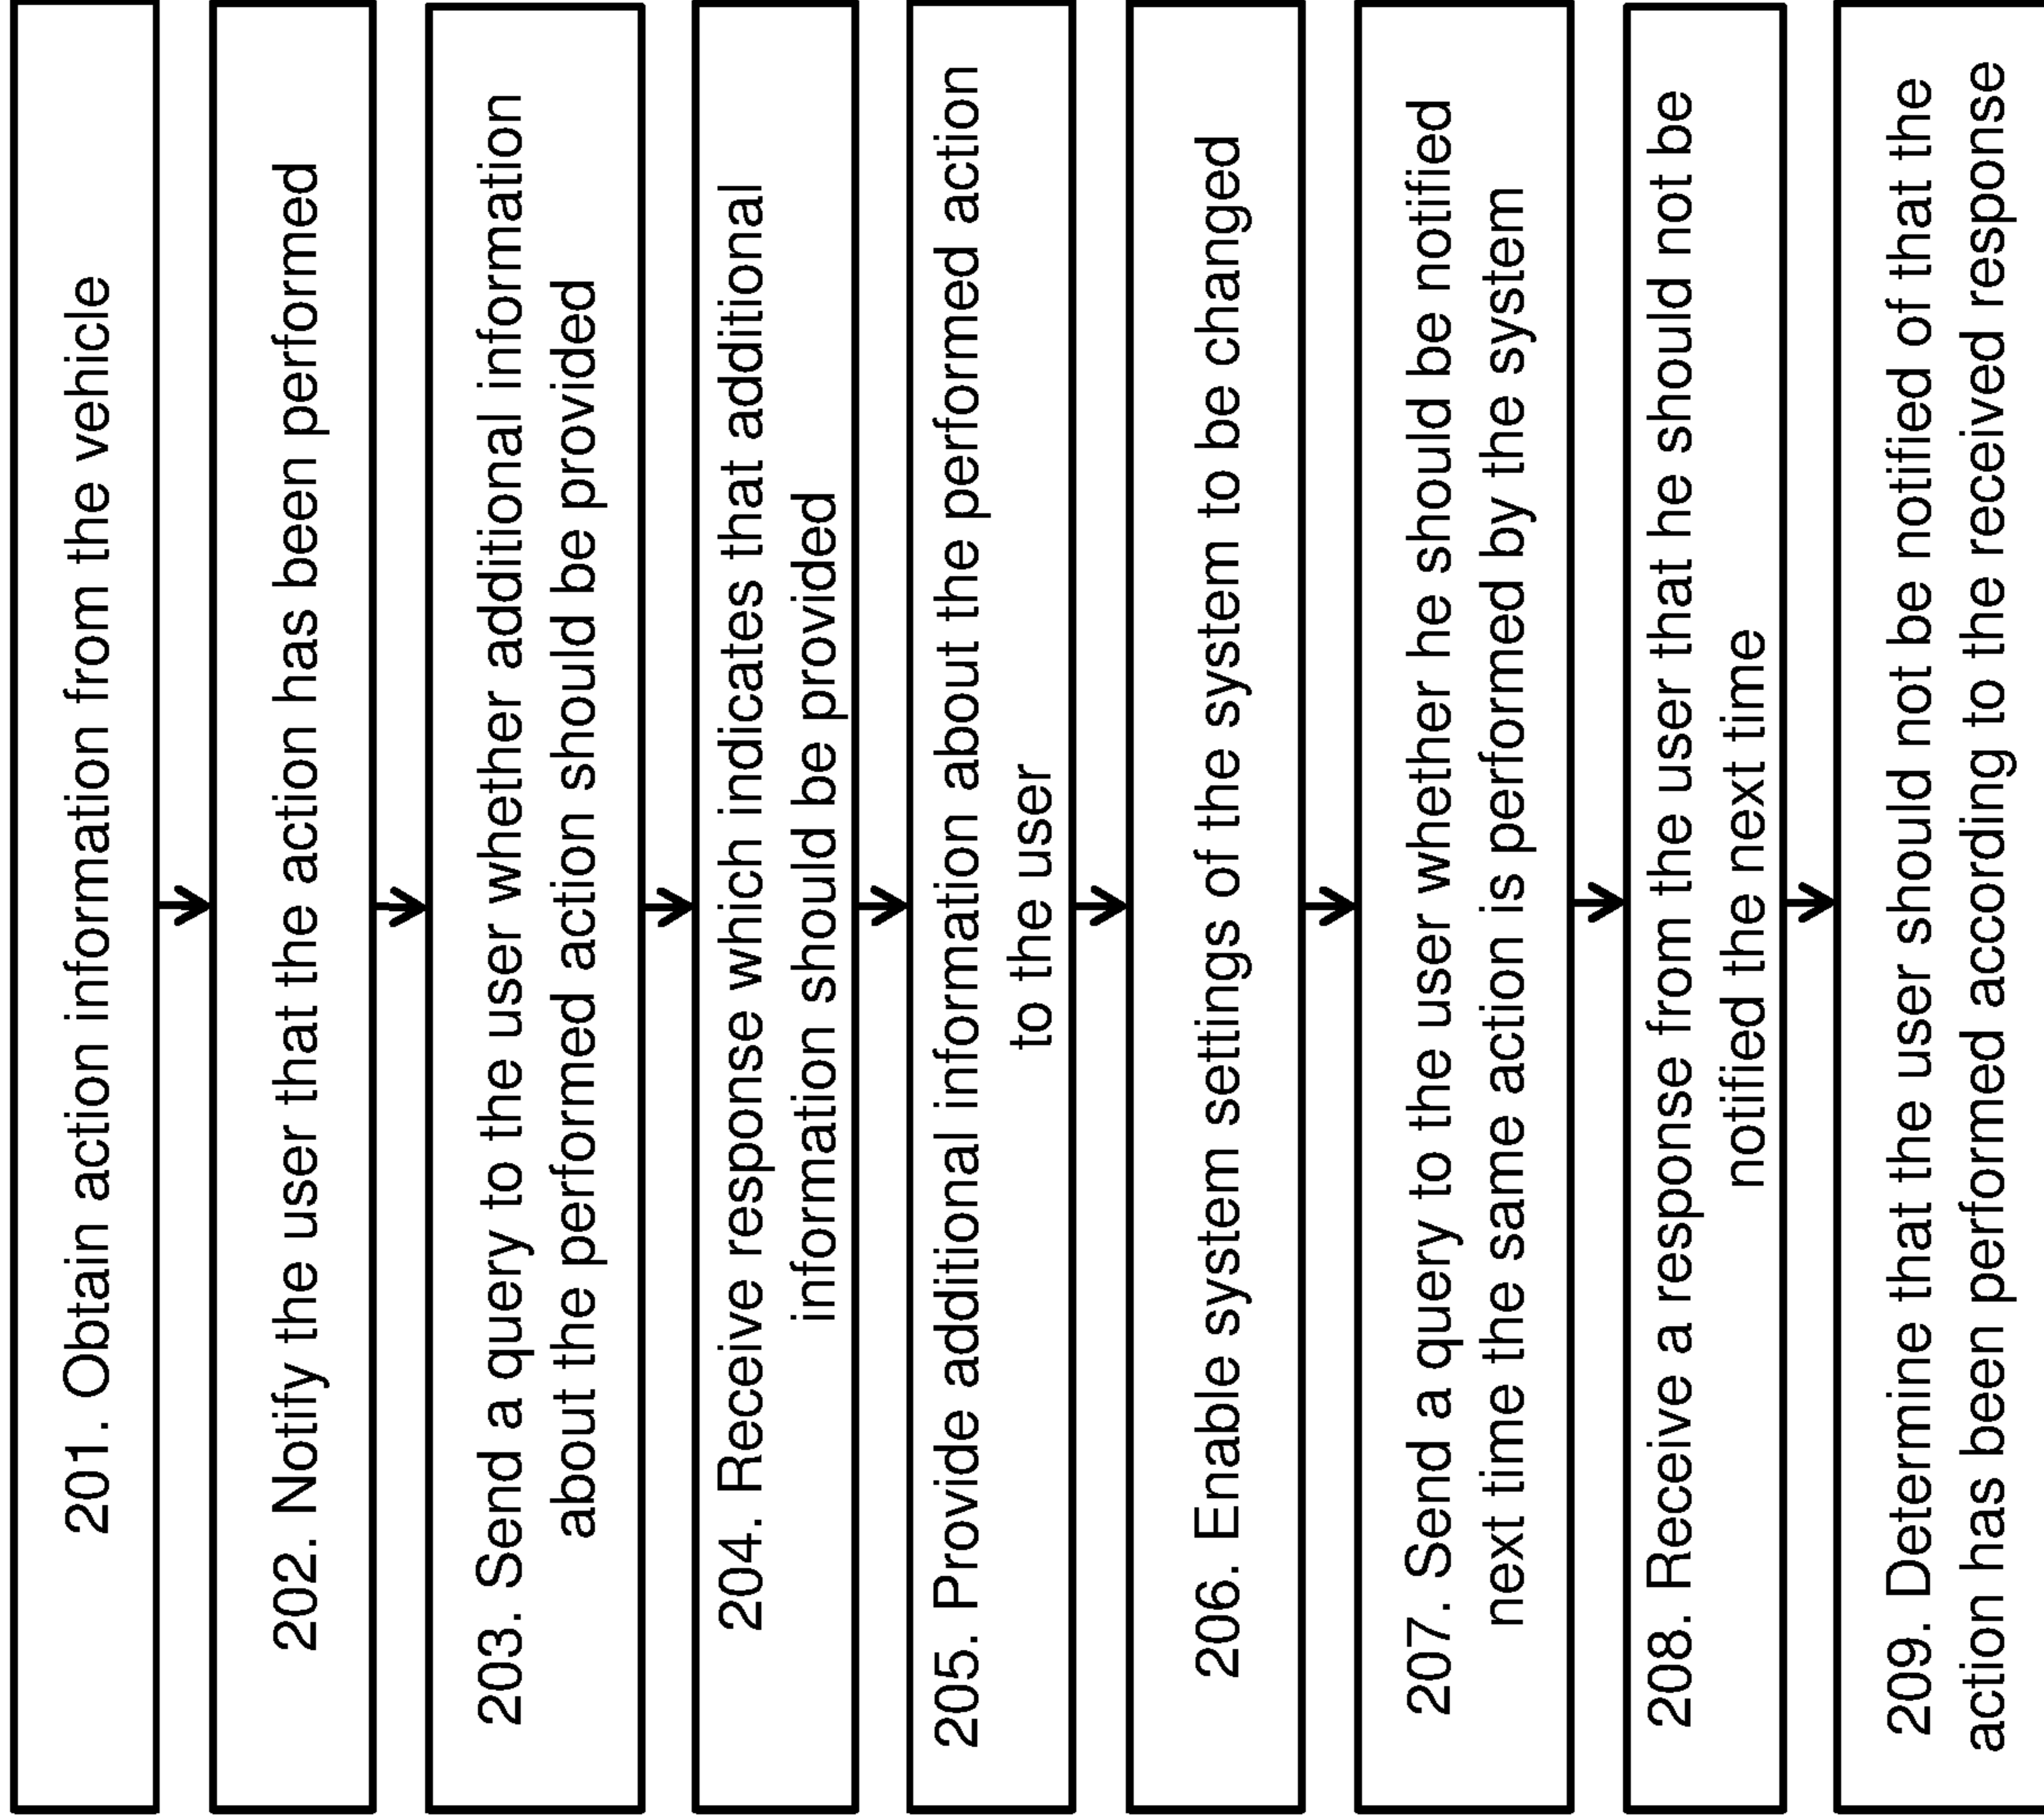 201. Obtain action information from the vehicle
202. Notify the user that the action has been performed
203. Send a query to the user whether additional information
about the performed action should be provided
204. Receive response which indicates that additional
information should be provided
205. Provide additional information about the performed action
to the user
206. Enable system settings of the system to be changed
207. Send a query to the user whether he should be notified
next time the same action is performed by the system
208. Receive a response from the user that he should not be
notified the next time
209. Determine that the user should not be notified of that the
action has been performed according to the received response